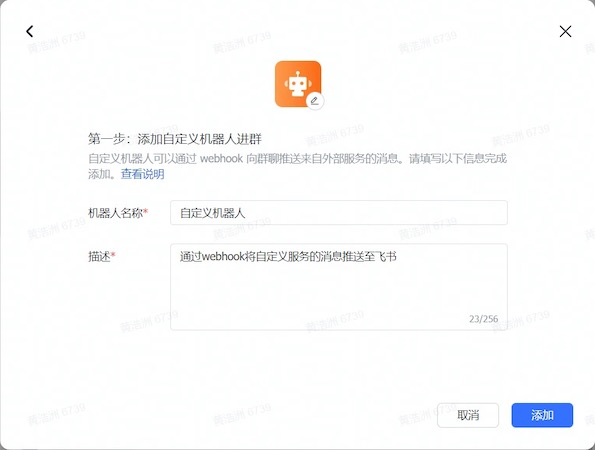 第一步：添加自定义机器人进群
自定义机器人可以通过 webhook 向群聊推送来自外部服务的消息。请填写以下信息完成
添加。查看说明
机器人名称*
自定义机器人
描述*
通过webhook将自定义服务的消息推送至飞书
23/256
取消
添加